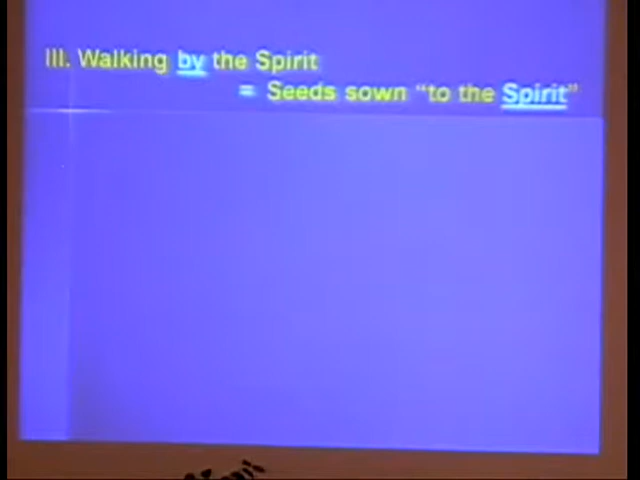 III. Walking by the Spirit
= Seeds sown “to the Spirit”